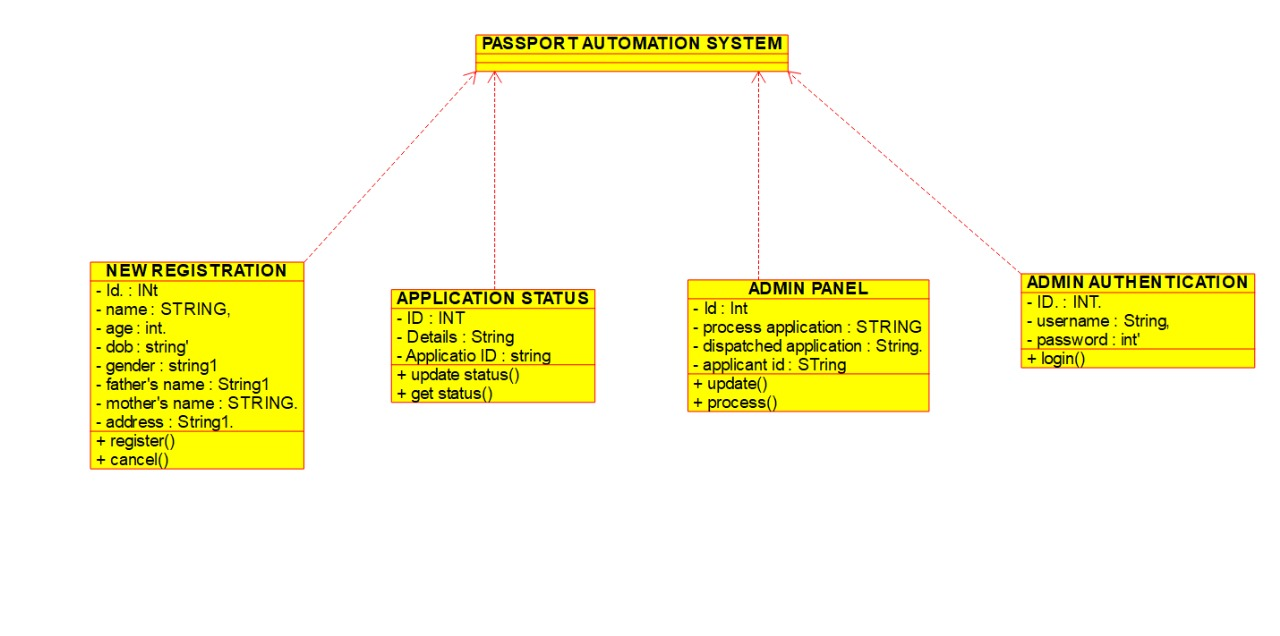 PASSPORT AUTOMATION SYSTEM
NEW REGISTRATION
- Id. : INt
- name : STRING,
- age : int.
- dob : string'
- gender : string1
- father's name : String1
- mother's name : STRING.
- address : String1.
+ register()
+ cancel()
APPLICATION STATUS
- ID : INT
- Details : String
- Applicatio ID : string
+ update status()
+ get status()
ADMIN PANEL
- Id : Int
- process application : STRING
- dispatched application : String.
- applicant id : STring
+ update()
+ process()
ADMIN AUTHENTICATION
- ID. : INT.
- username : String,
- password : int'
+ login()